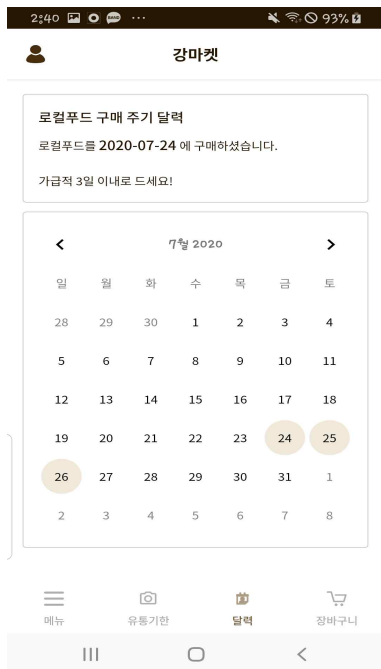 2:40 ··· 93%
강마켓
로컬푸드 구매 주기 달력
로컬푸드를 2020-07-24 에 구매하셨습니다.
가급적 3일 이내로 드세요!
7월 2020
일 월 화 수 목 금 토
28 29 30 1 2 3 4
5 6 7 8 9 10 11
12 13 14 15 16 17 18
19 20 21 22 23 24 25
26 27 28 29 30 31 1
2 3 4 5 6 7 8
메뉴 유통기한 달력 장바구니